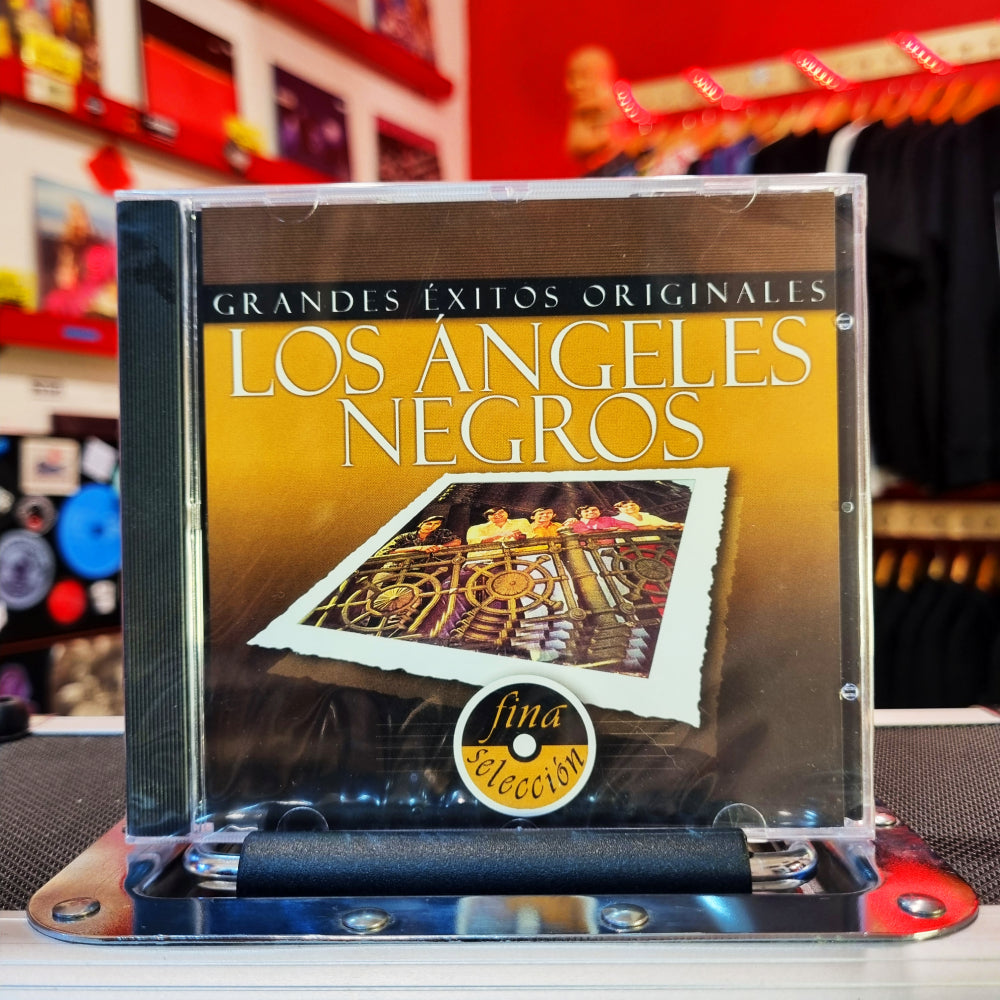 GRANDES ÉXITOS ORIGINALES
LOS ÁNGELES
NEGROS
fina
selección